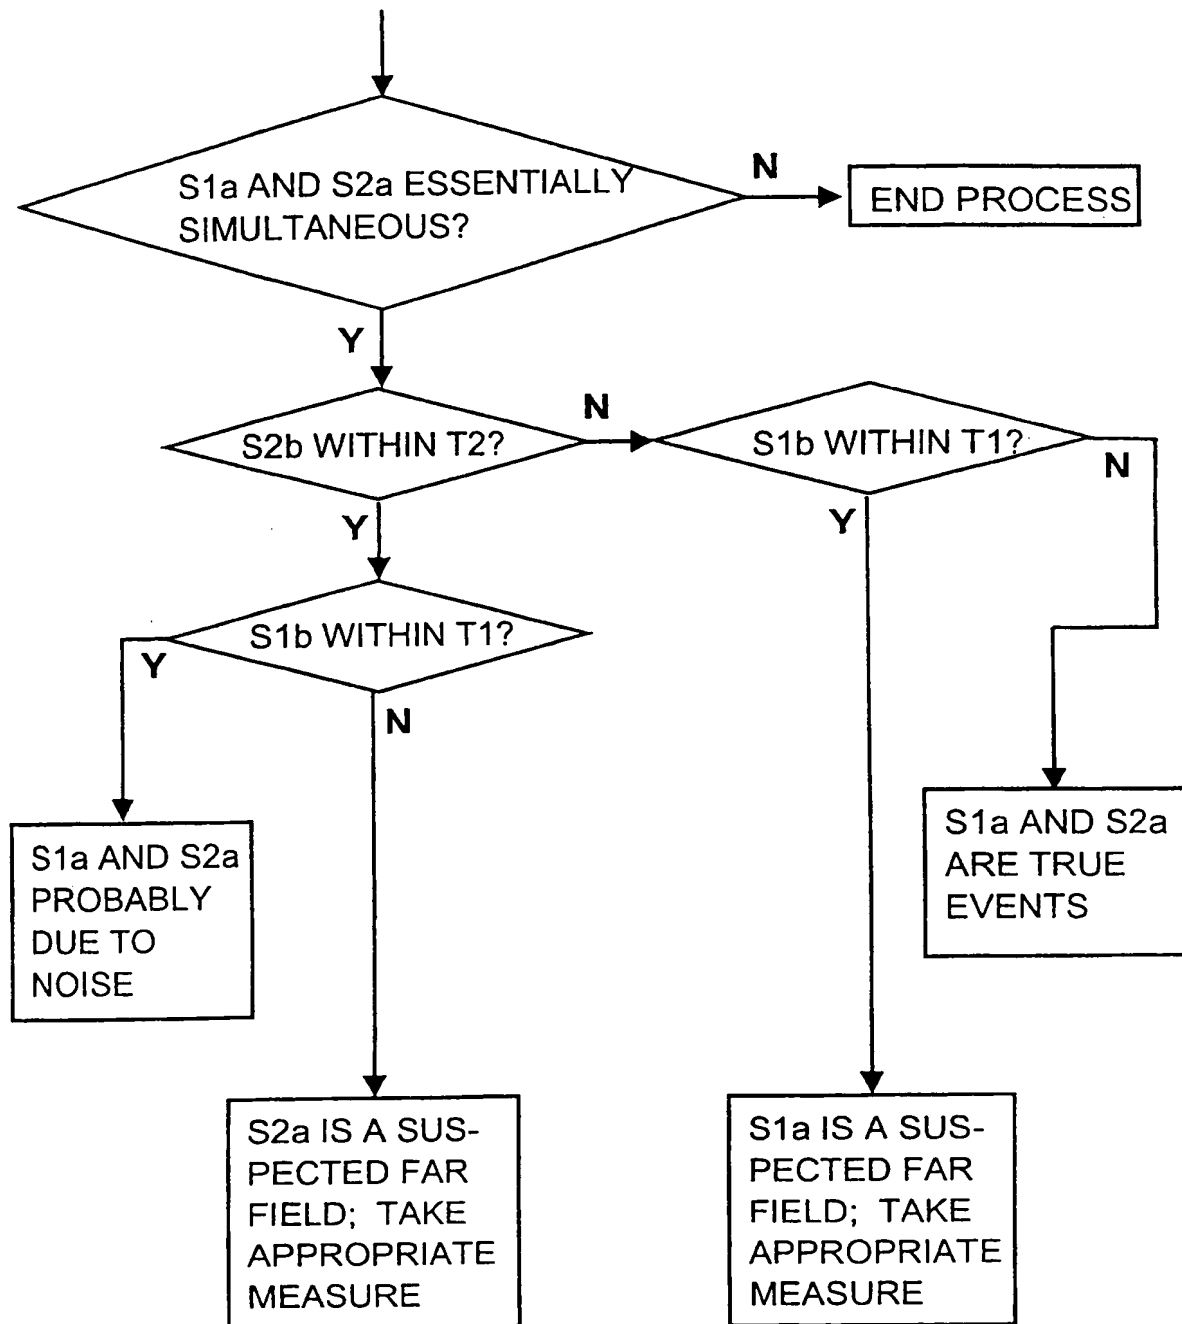 S1a AND S2a ESSENTIALLY
SIMULTANEOUS?
N
END PROCESS
Y
S2b WITHIN T2?
N
S1b WITHIN T1?
N
Y
Y
S1b WITHIN T1?
Y
N
S1a AND S2a
PROBABLY
DUE TO
NOISE
S1a AND S2a
ARE TRUE
EVENTS
S2a IS A SUS-
PECTED FAR
FIELD; TAKE
APPROPRIATE
MEASURE
S1a IS A SUS-
PECTED FAR
FIELD; TAKE
APPROPRIATE
MEASURE